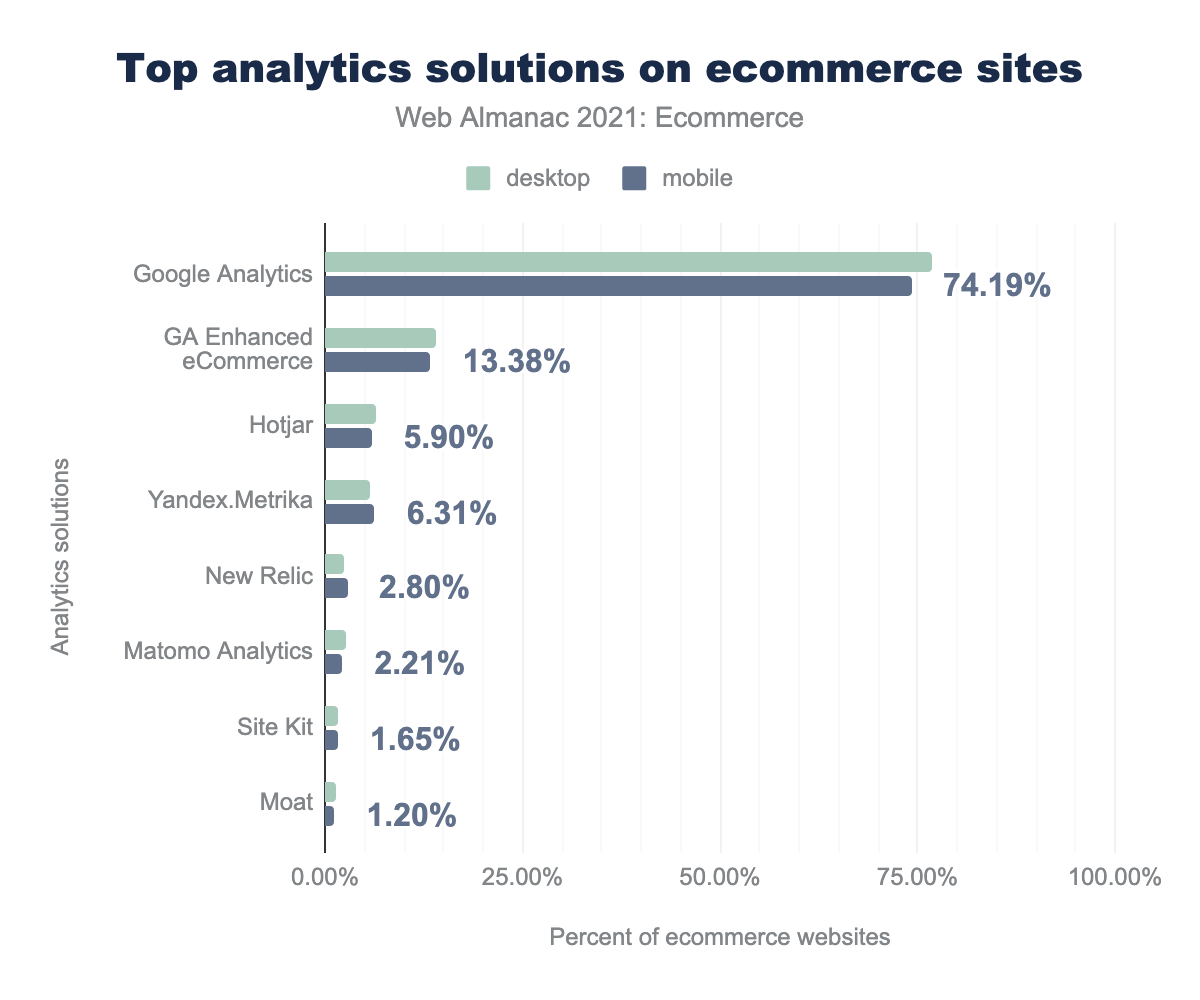 Top analytics solutions on ecommerce sites
Web Almanac 2021: Ecommerce
desktop
mobile
Analytics solutions
Google Analytics
74.19%
GA Enhanced
eCommerce
13.38%
Hotjar
5.90%
Yandex.Metrika
6.31%
New Relic
2.80%
Matomo Analytics
2.21%
Site Kit
1.65%
Moat
1.20%
0.00%
25.00%
50.00%
75.00%
100.00%
Percent of ecommerce websites